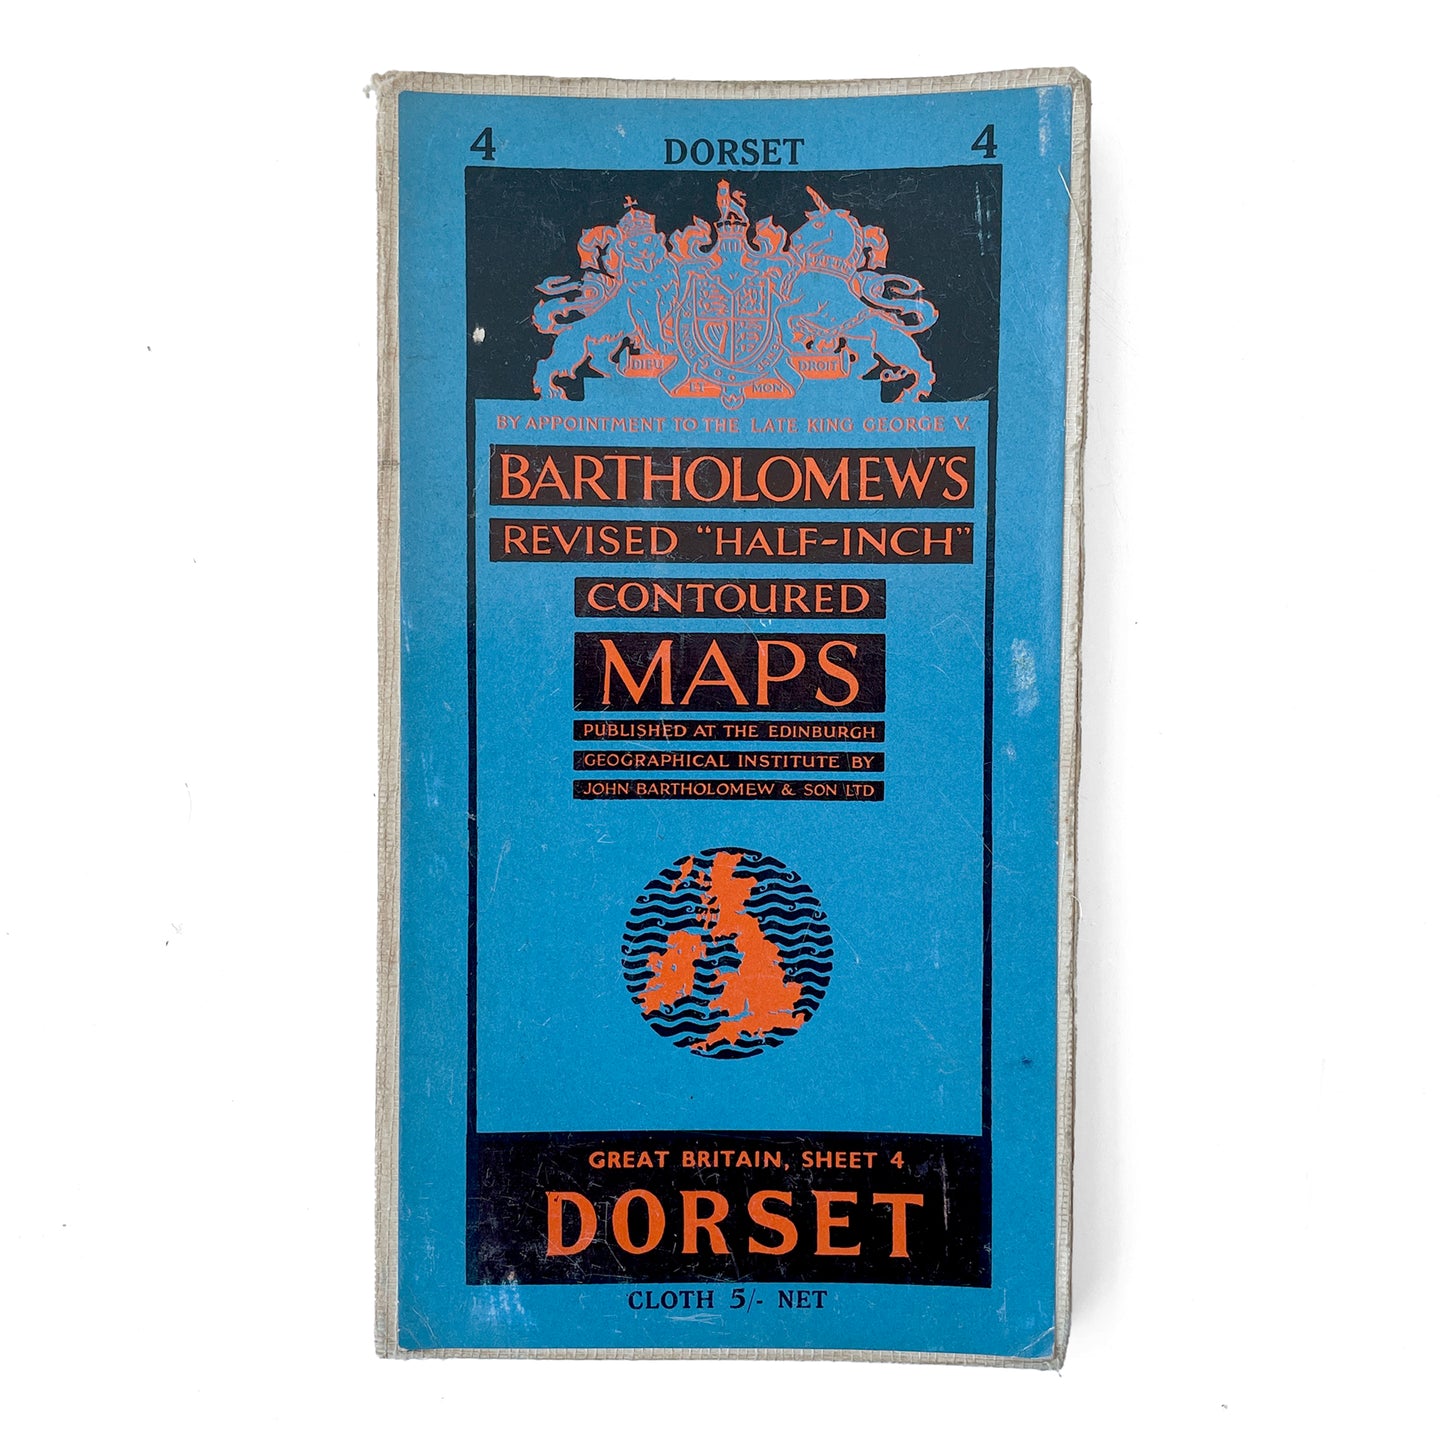 4 DORSET 4
DIEU ET MON DROIT
BY APPOINTMENT TO THE LATE KING GEORGE V.
BARTHOLOMEW'S
REVISED "HALF-INCH"
CONTOURED
MAPS
PUBLISHED AT THE EDINBURGH
GEOGRAPHICAL INSTITUTE BY
JOHN BARTHOLOMEW & SON LTD
GREAT BRITAIN, SHEET 4
DORSET
CLOTH 5/- NET